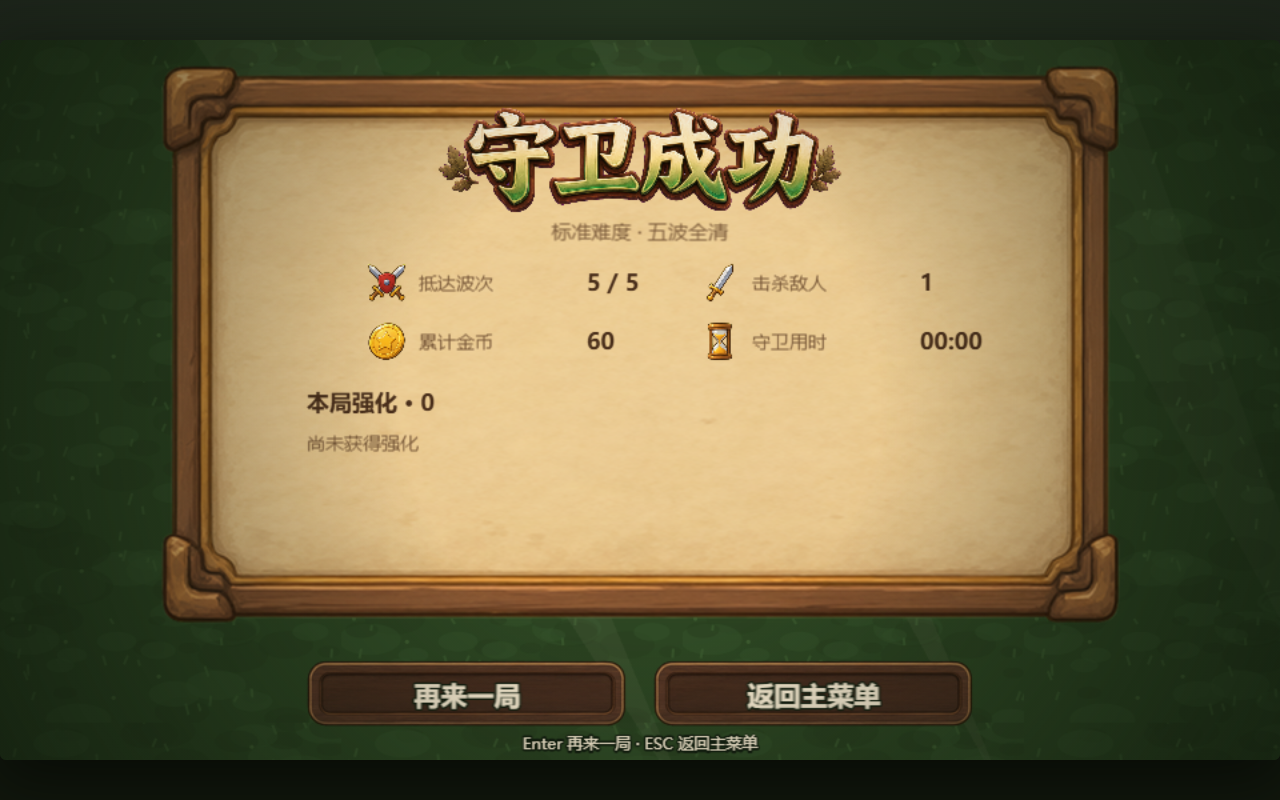 守卫成功
标准难度 · 五波全清
抵达波次 5 / 5 击杀敌人 1
累计金币 60 守卫用时 00:00
本局强化 · 0
尚未获得强化
再来一局 返回主菜单
Enter 再来一局 · ESC 返回主菜单